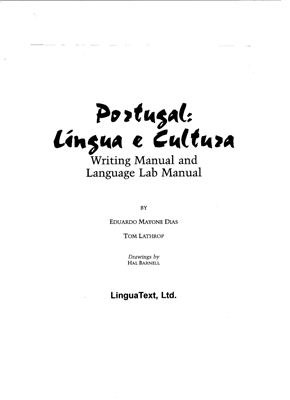 Portugal:
Língua e Cultura
Writing Manual and
Language Lab Manual
BY
EDUARDO MAYONE DIAS
TOM LATHROP
Drawings by
HAL BARNELL
LinguaText, Ltd.